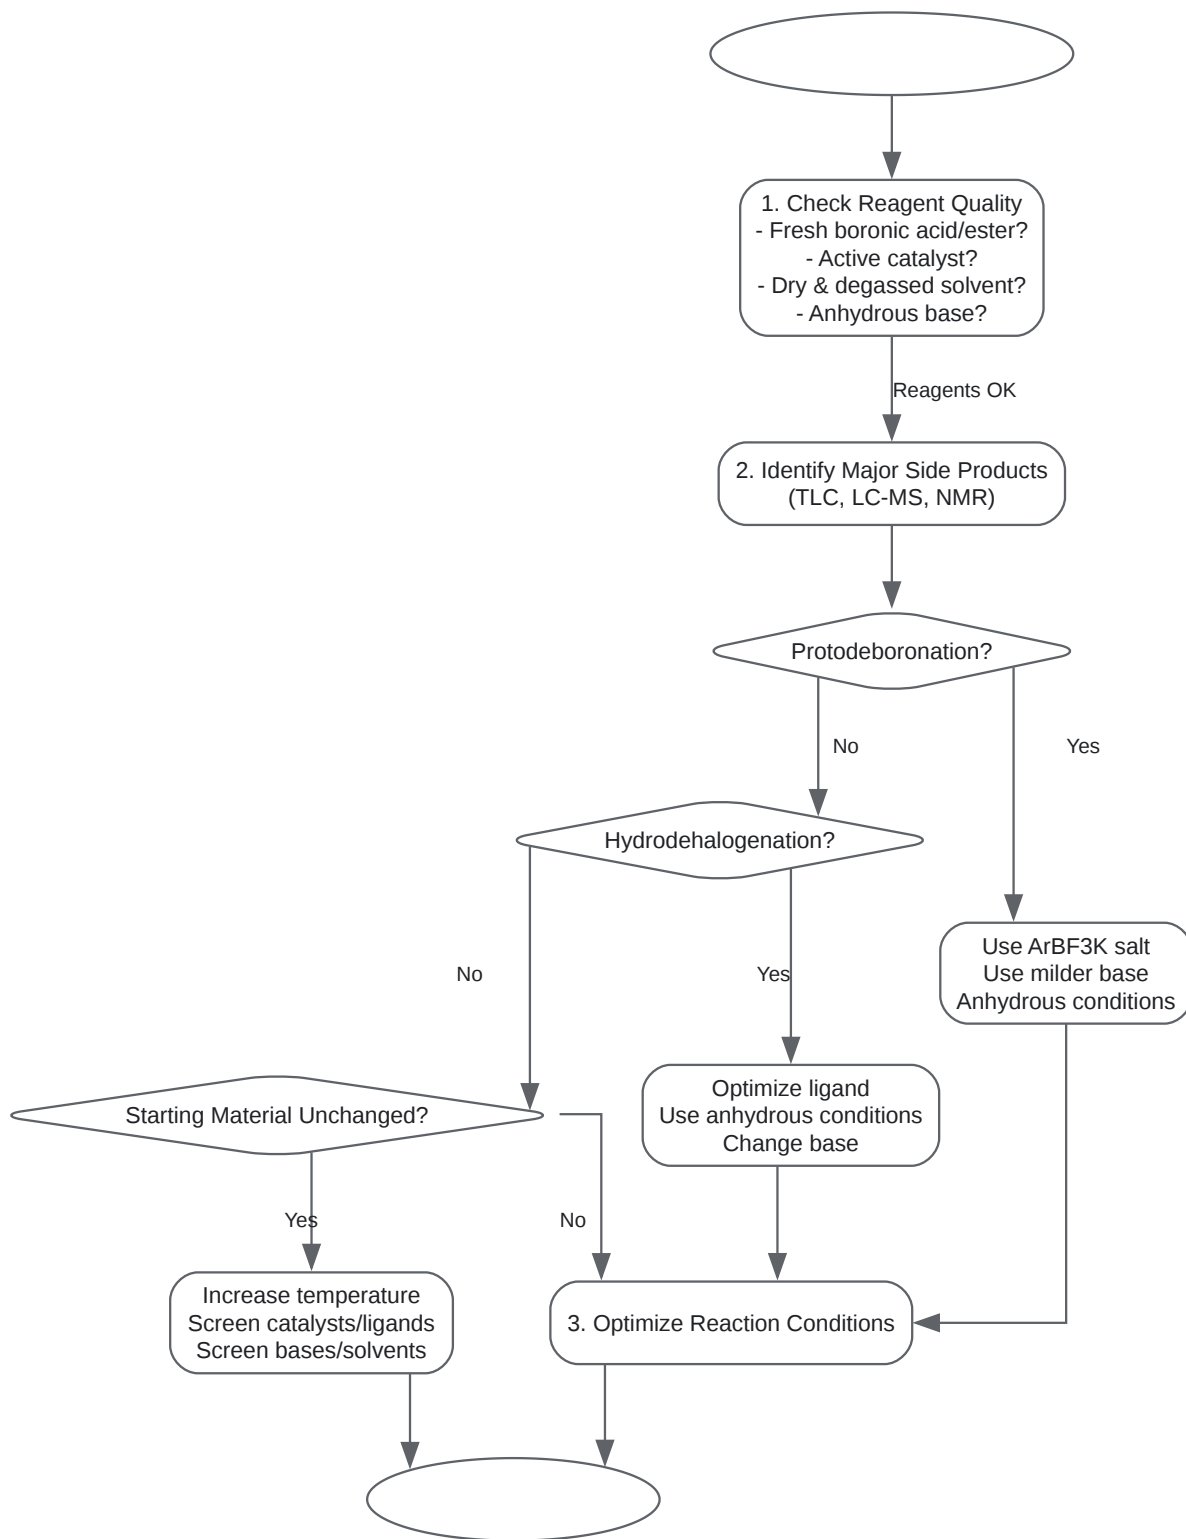 1. Check Reagent Quality
- Fresh boronic acid/ester?
- Active catalyst?
- Dry & degassed solvent?
- Anhydrous base?
Reagents OK
2. Identify Major Side Products
(TLC, LC-MS, NMR)
Protodeboronation?
No
Yes
Hydrodehalogenation?
No
Yes
Use ArBF3K salt
Use milder base
Anhydrous conditions
Starting Material Unchanged?
Optimize ligand
Use anhydrous conditions
Change base
Yes
No
Increase temperature
Screen catalysts/ligands
Screen bases/solvents
3. Optimize Reaction Conditions